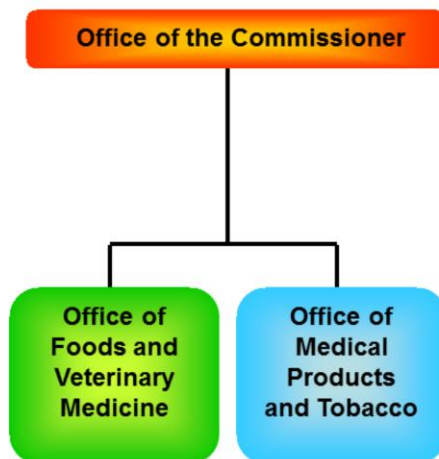 Office of the Commissioner
Office of
Foods and
Veterinary
Medicine
Office of
Medical
Products
and Tobacco